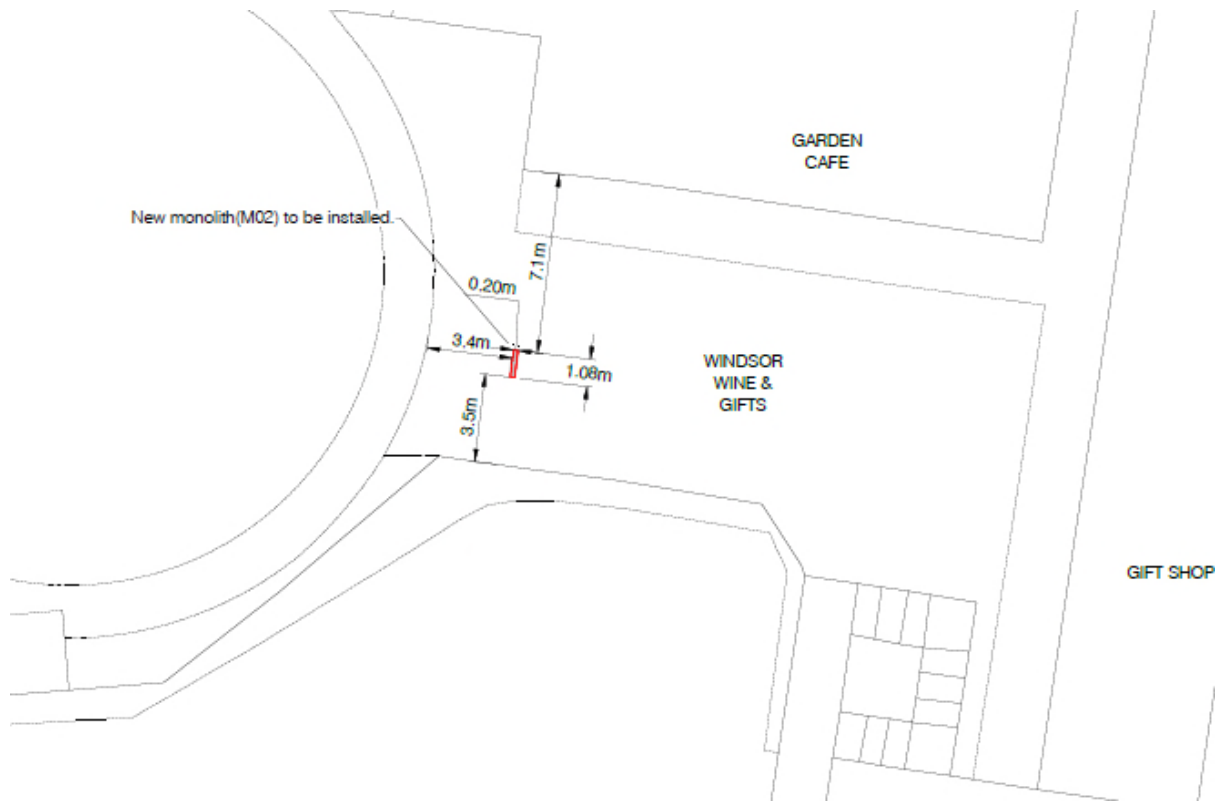 GARDEN
CAFE
New monolith(M02) to be installed.
7.1m
0.20m
3.4m
1.08m
WINDSOR
WINE &
GIFTS
3.5m
GIFT SHOP